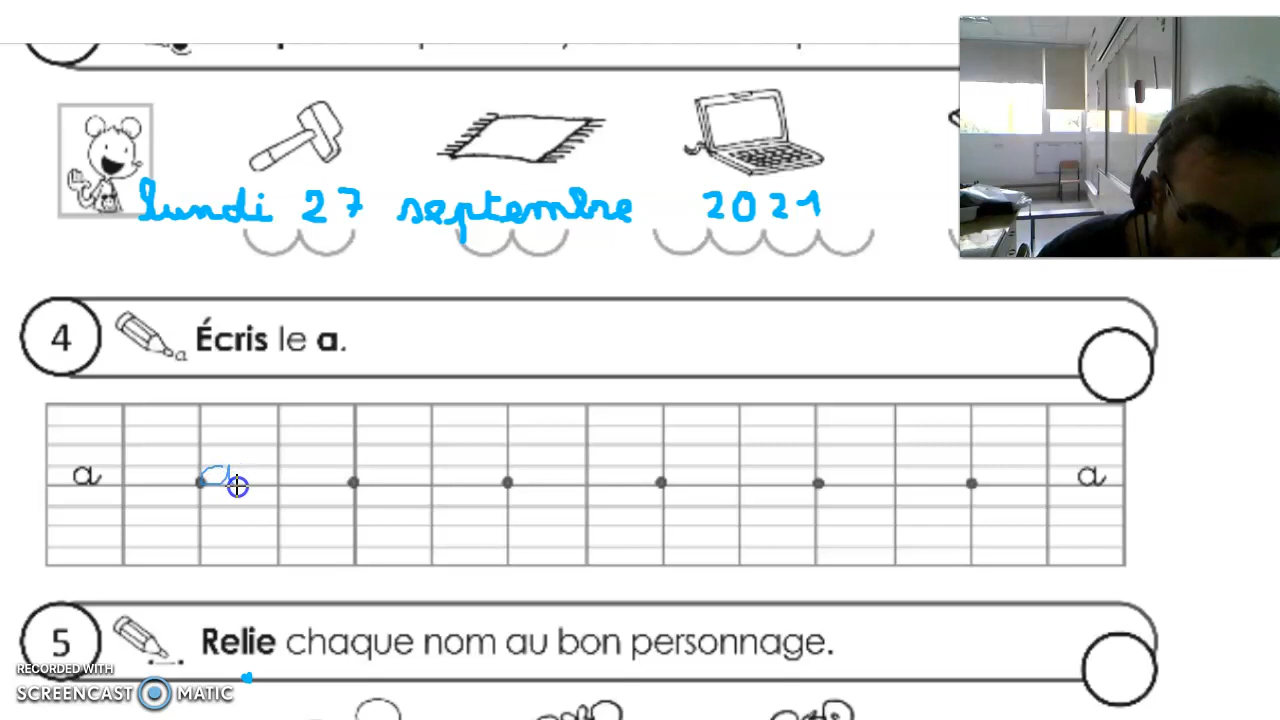 lundi 27 septembre 2021
4 a Écris le a.
a a a
5 Relie chaque nom au bon personnage.
RECORDED WITH
SCREENCAST MATIC